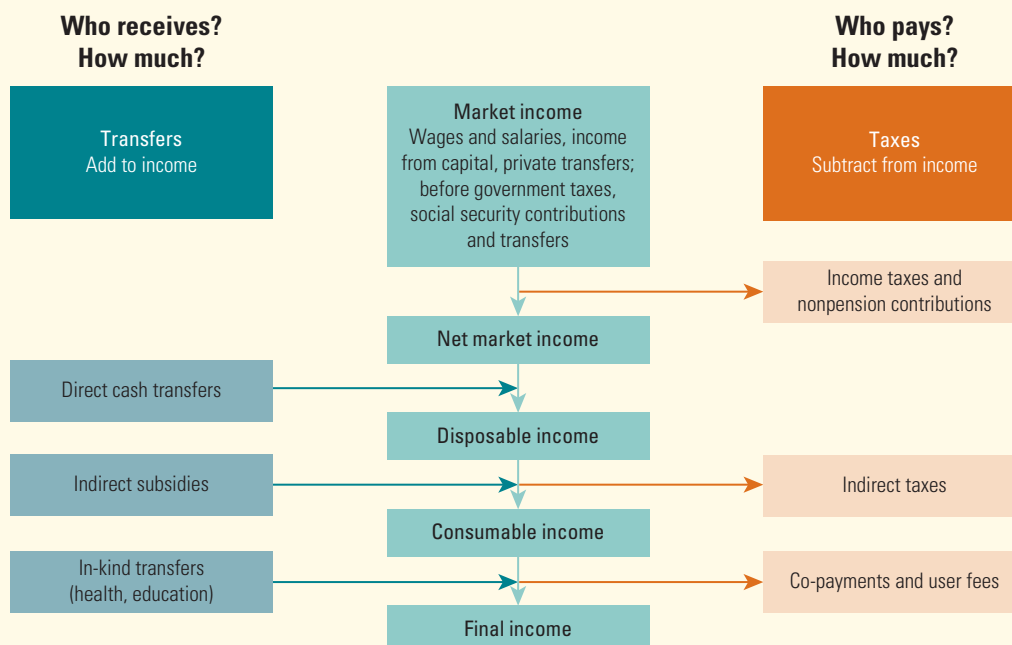 Who receives?
How much?
Who pays?
How much?
Transfers
Add to income
Market income
Wages and salaries, income
from capital, private transfers;
before government taxes,
social security contributions
and transfers
Taxes
Subtract from income
Income taxes and
nonpension contributions
Net market income
Direct cash transfers
Disposable income
Indirect subsidies
Indirect taxes
Consumable income
In-kind transfers
(health, education)
Co-payments and user fees
Final income